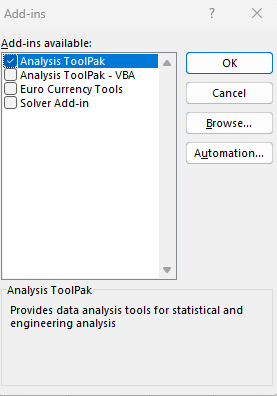 Add-ins
?
Add-ins available:
Analysis ToolPak
Analysis ToolPak - VBA
Euro Currency Tools
Solver Add-in
OK
Cancel
Browse...
Automation...
Analysis ToolPak
Provides data analysis tools for statistical and
engineering analysis